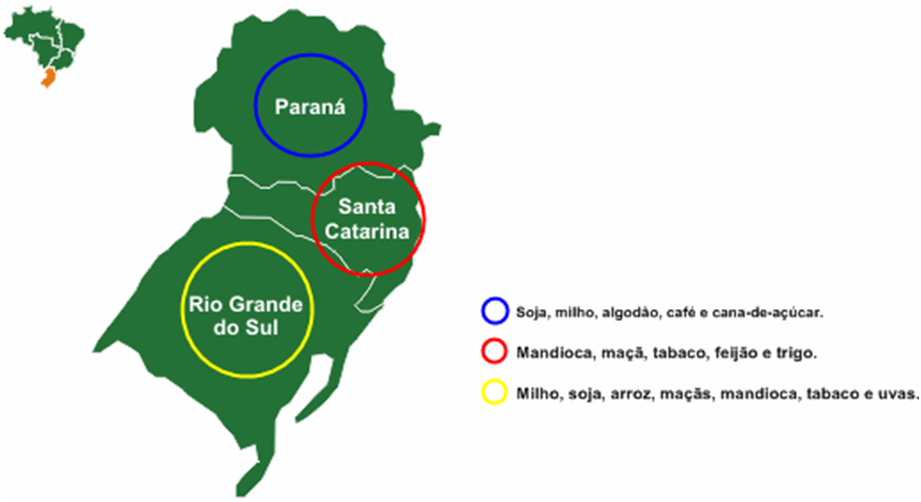 Paraná
Santa
Catarina
Rio Grande
do Sul
Soja, milho, algodão, café e cana-de-açúcar.
Mandioca, maçã, tabaco, feijão e trigo.
Milho, soja, arroz, maçãs, mandioca, tabaco e uvas.